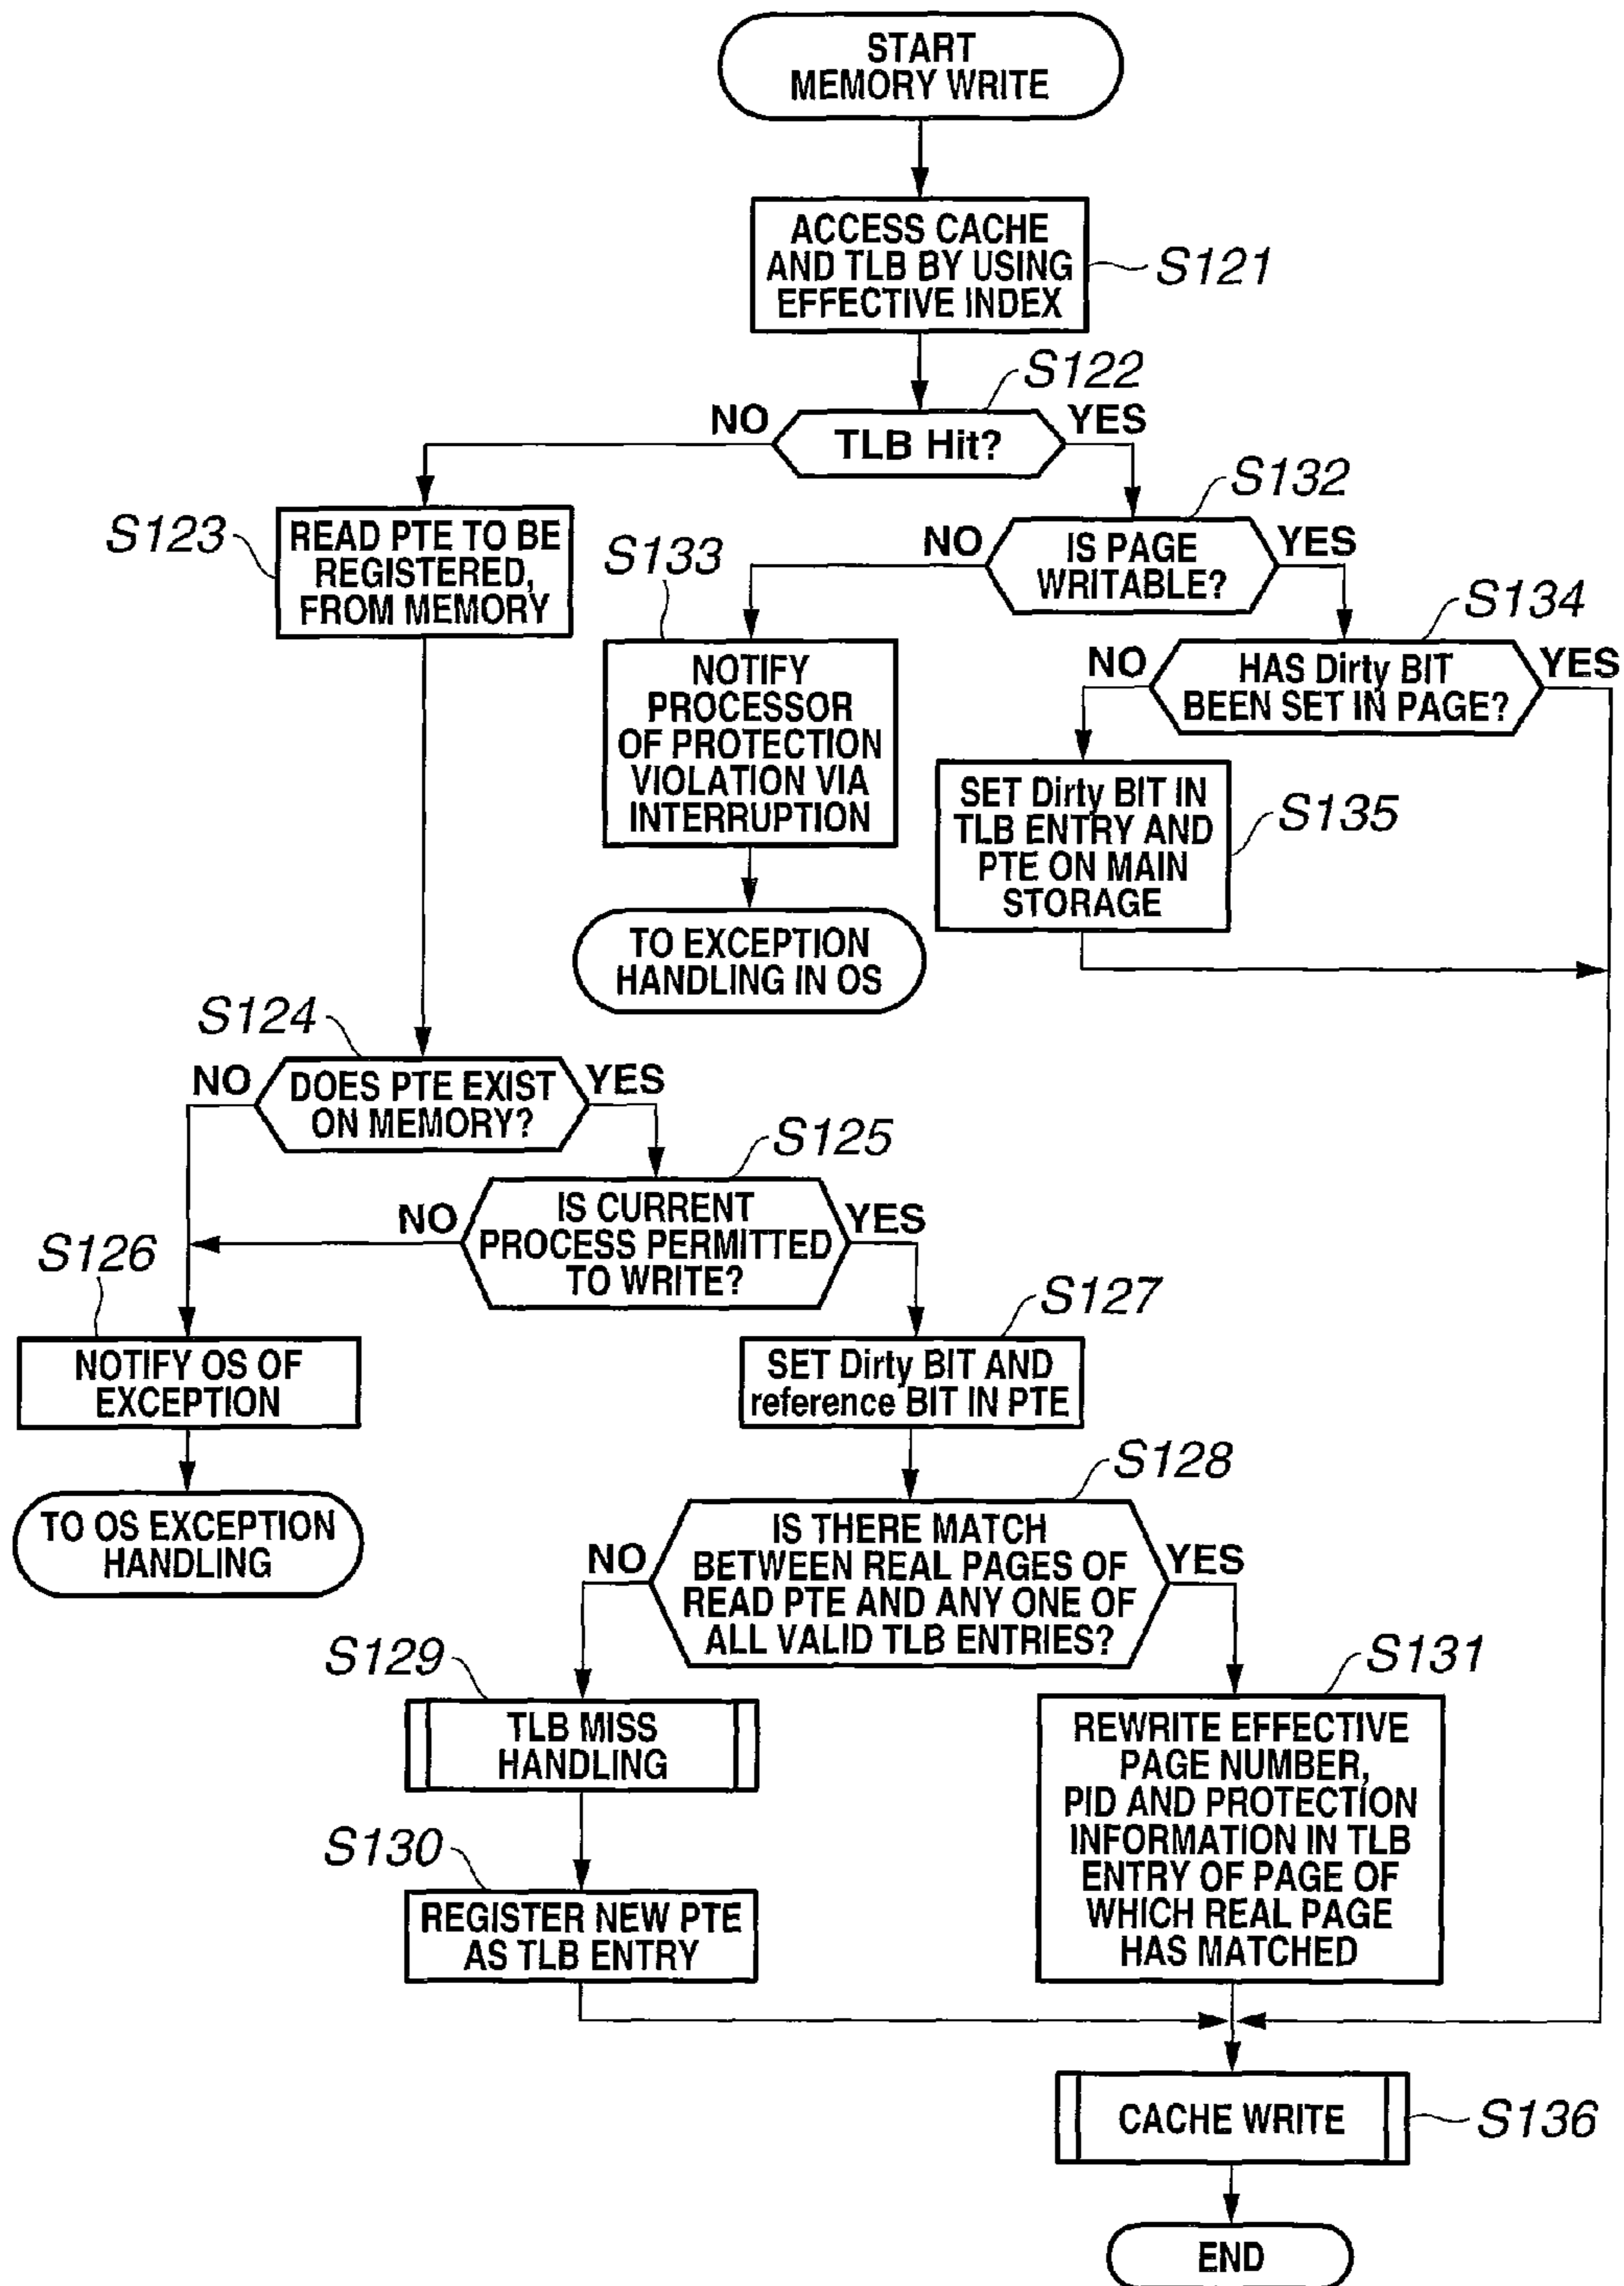 START
MEMORY WRITE
ACCESS CACHE
AND TLB BY USING
EFFECTIVE INDEX
S121
S122
NO
TLB Hit?
YES
S123
READ PTE TO BE
REGISTERED,
FROM MEMORY
S132
NO
IS PAGE
WRITABLE?
YES
S133
NOTIFY
PROCESSOR
OF PROTECTION
VIOLATION VIA
INTERRUPTION
TO EXCEPTION
HANDLING IN OS
S134
NO
HAS Dirty BIT
BEEN SET IN PAGE?
YES
SET Dirty BIT IN
TLB ENTRY AND
PTE ON MAIN
STORAGE
S135
S124
NO
DOES PTE EXIST
ON MEMORY?
YES
S125
NO
IS CURRENT
PROCESS PERMITTED
TO WRITE?
YES
S126
NOTIFY OS OF
EXCEPTION
TO OS EXCEPTION
HANDLING
S127
SET Dirty BIT AND
reference BIT IN PTE
S128
NO
IS THERE MATCH
BETWEEN REAL PAGES OF
READ PTE AND ANY ONE OF
ALL VALID TLB ENTRIES?
YES
S129
TLB MISS
HANDLING
S130
REGISTER NEW PTE
AS TLB ENTRY
S131
REWRITE EFFECTIVE
PAGE NUMBER,
PID AND PROTECTION
INFORMATION IN TLB
ENTRY OF PAGE OF
WHICH REAL PAGE
HAS MATCHED
CACHE WRITE
S136
END